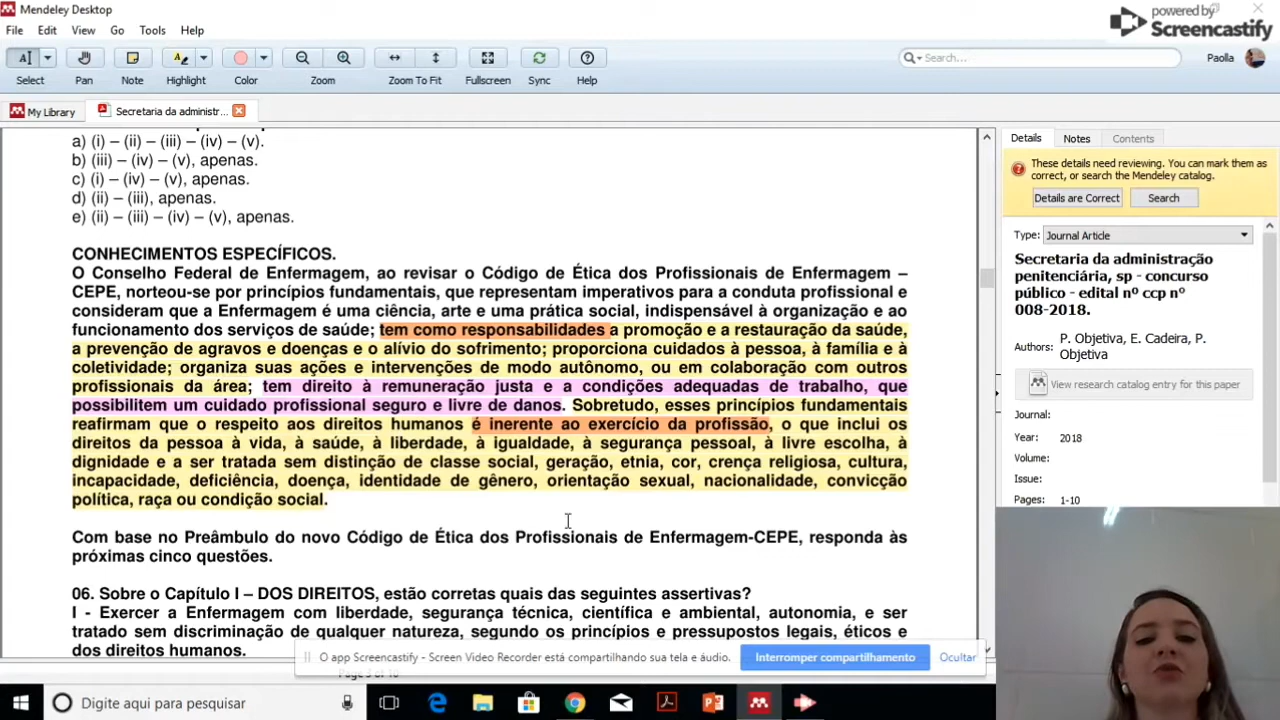 Mendeley Desktop
powered by
Screencastify
File Edit View Go Tools Help
Search...
Paolla
Select Pan Note Highlight Color Zoom Zoom To Fit Fullscreen Sync Help
My Library
Secretaria da administr...
Details Notes Contents
a) (i) – (ii) – (iii) – (iv) – (v).
b) (iii) – (iv) – (v), apenas.
c) (i) – (iv) – (v), apenas.
d) (ii) – (iii), apenas.
e) (ii) – (iii) – (iv) – (v), apenas.
CONHECIMENTOS ESPECÍFICOS.
O Conselho Federal de Enfermagem, ao revisar o Código de Ética dos Profissionais de Enfermagem –
CEPE, norteou-se por princípios fundamentais, que representam imperativos para a conduta profissional e
consideram que a Enfermagem é uma ciência, arte e uma prática social, indispensável à organização e ao
funcionamento dos serviços de saúde; tem como responsabilidades a promoção e a restauração da saúde,
a prevenção de agravos e doenças e o alívio do sofrimento; proporciona cuidados à pessoa, à família e à
coletividade; organiza suas ações e intervenções de modo autônomo, ou em colaboração com outros
profissionais da área; tem direito à remuneração justa e a condições adequadas de trabalho, que
possibilitem um cuidado profissional seguro e livre de danos. Sobretudo, esses princípios fundamentais
reafirmam que o respeito aos direitos humanos é inerente ao exercício da profissão, o que inclui os
direitos da pessoa à vida, à saúde, à liberdade, à igualdade, à segurança pessoal, à livre escolha, à
dignidade e a ser tratada sem distinção de classe social, geração, etnia, cor, crença religiosa, cultura,
incapacidade, deficiência, doença, identidade de gênero, orientação sexual, nacionalidade, convicção
política, raça ou condição social.
Com base no Preâmbulo do novo Código de Ética dos Profissionais de Enfermagem-CEPE, responda às
próximas cinco questões.
06. Sobre o Capítulo I – DOS DIREITOS, estão corretas quais das seguintes assertivas?
I - Exercer a Enfermagem com liberdade, segurança técnica, científica e ambiental, autonomia, e ser
tratado sem discriminação de qualquer natureza, segundo os princípios e pressupostos legais, éticos e
dos direitos humanos.
These details need reviewing. You can mark them as
correct, or search the Mendeley catalog.
Details are Correct Search
Type: Journal Article
Secretaria da administração
penitenciária, sp - concurso
público - edital nº ccp nº
008-2018.
Authors: P. Objetiva, E. Cadeira, P.
Objetiva
View research catalog entry for this paper
Journal:
Year: 2018
Volume:
Issue:
Pages: 1-10
O app Screencastify - Screen Video Recorder está compartilhando sua tela e áudio.
Interromper compartilhamento
Ocultar
Digite aqui para pesquisar